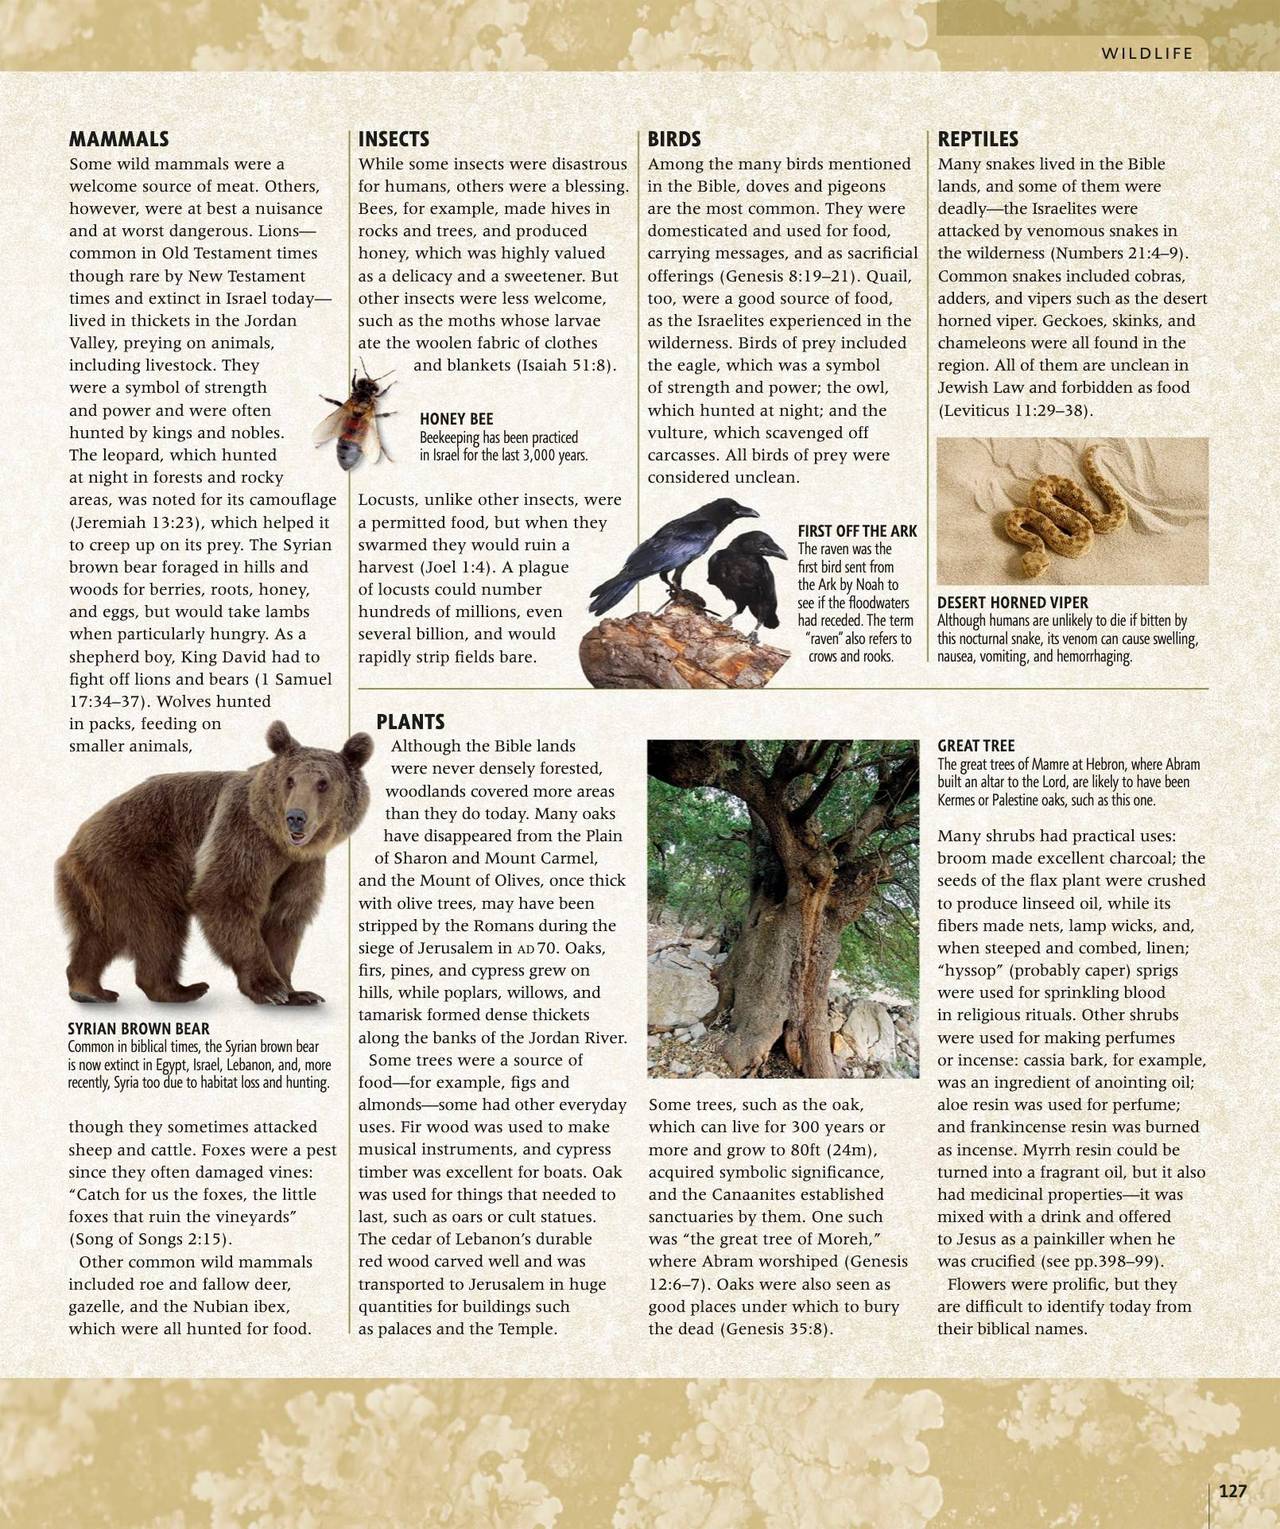 WILDLIFE
MAMMALS
Some wild mammals were a
welcome source of meat. Others,
however, were at best a nuisance
and at worst dangerous. Lions—
common in Old Testament times
though rare by New Testament
times and extinct in Israel today—
lived in thickets in the Jordan
Valley, preying on animals,
including livestock. They
were a symbol of strength
and power and were often
hunted by kings and nobles.
The leopard, which hunted
at night in forests and rocky
areas, was noted for its camouflage
(Jeremiah 13:23), which helped it
to creep up on its prey. The Syrian
brown bear foraged in hills and
woods for berries, roots, honey,
and eggs, but would take lambs
when particularly hungry. As a
shepherd boy, King David had to
fight off lions and bears (1 Samuel
17:34–37). Wolves hunted
in packs, feeding on
smaller animals,
SYRIAN BROWN BEAR
Common in biblical times, the Syrian brown bear
is now extinct in Egypt, Israel, Lebanon, and, more
recently, Syria too due to habitat loss and hunting.
though they sometimes attacked
sheep and cattle. Foxes were a pest
since they often damaged vines:
“Catch for us the foxes, the little
foxes that ruin the vineyards”
(Song of Songs 2:15).
Other common wild mammals
included roe and fallow deer,
gazelle, and the Nubian ibex,
which were all hunted for food.
INSECTS
While some insects were disastrous
for humans, others were a blessing.
Bees, for example, made hives in
rocks and trees, and produced
honey, which was highly valued
as a delicacy and a sweetener. But
other insects were less welcome,
such as the moths whose larvae
ate the woolen fabric of clothes
and blankets (Isaiah 51:8).
HONEY BEE
Beekeeping has been practiced
in Israel for the last 3,000 years.
Locusts, unlike other insects, were
a permitted food, but when they
swarmed they would ruin a
harvest (Joel 1:4). A plague
of locusts could number
hundreds of millions, even
several billion, and would
rapidly strip fields bare.
BIRDS
Among the many birds mentioned
in the Bible, doves and pigeons
are the most common. They were
domesticated and used for food,
carrying messages, and as sacrificial
offerings (Genesis 8:19–21). Quail,
too, were a good source of food,
as the Israelites experienced in the
wilderness. Birds of prey included
the eagle, which was a symbol
of strength and power; the owl,
which hunted at night; and the
vulture, which scavenged off
carcasses. All birds of prey were
considered unclean.
FIRST OFF THE ARK
The raven was the
first bird sent from
the Ark by Noah to
see if the floodwaters
had receded. The term
“raven” also refers to
crows and rooks.
REPTILES
Many snakes lived in the Bible
lands, and some of them were
deadly—the Israelites were
attacked by venomous snakes in
the wilderness (Numbers 21:4–9).
Common snakes included cobras,
adders, and vipers such as the desert
horned viper. Geckoes, skinks, and
chameleons were all found in the
region. All of them are unclean in
Jewish Law and forbidden as food
(Leviticus 11:29–38).
DESERT HORNED VIPER
Although humans are unlikely to die if bitten by
this nocturnal snake, its venom can cause swelling,
nausea, vomiting, and hemorrhaging.
PLANTS
Although the Bible lands
were never densely forested,
woodlands covered more areas
than they do today. Many oaks
have disappeared from the Plain
of Sharon and Mount Carmel,
and the Mount of Olives, once thick
with olive trees, may have been
stripped by the Romans during the
siege of Jerusalem in AD 70. Oaks,
firs, pines, and cypress grew on
hills, while poplars, willows, and
tamarisk formed dense thickets
along the banks of the Jordan River.
Some trees were a source of
food—for example, figs and
almonds—some had other everyday
uses. Fir wood was used to make
musical instruments, and cypress
timber was excellent for boats. Oak
was used for things that needed to
last, such as oars or cult statues.
The cedar of Lebanon’s durable
red wood carved well and was
transported to Jerusalem in huge
quantities for buildings such
as palaces and the Temple.
Some trees, such as the oak,
which can live for 300 years or
more and grow to 80ft (24m),
acquired symbolic significance,
and the Canaanites established
sanctuaries by them. One such
was “the great tree of Moreh,”
where Abram worshiped (Genesis
12:6–7). Oaks were also seen as
good places under which to bury
the dead (Genesis 35:8).
GREAT TREE
The great trees of Mamre at Hebron, where Abram
built an altar to the Lord, are likely to have been
Kermes or Palestine oaks, such as this one.
Many shrubs had practical uses:
broom made excellent charcoal; the
seeds of the flax plant were crushed
to produce linseed oil, while its
fibers made nets, lamp wicks, and,
when steeped and combed, linen;
“hyssop” (probably caper) sprigs
were used for sprinkling blood
in religious rituals. Other shrubs
were used for making perfumes
or incense: cassia bark, for example,
was an ingredient of anointing oil;
aloe resin was used for perfume;
and frankincense resin was burned
as incense. Myrrh resin could be
turned into a fragrant oil, but it also
had medicinal properties—it was
mixed with a drink and offered
to Jesus as a painkiller when he
was crucified (see pp.398–99).
Flowers were prolific, but they
are difficult to identify today from
their biblical names.
127